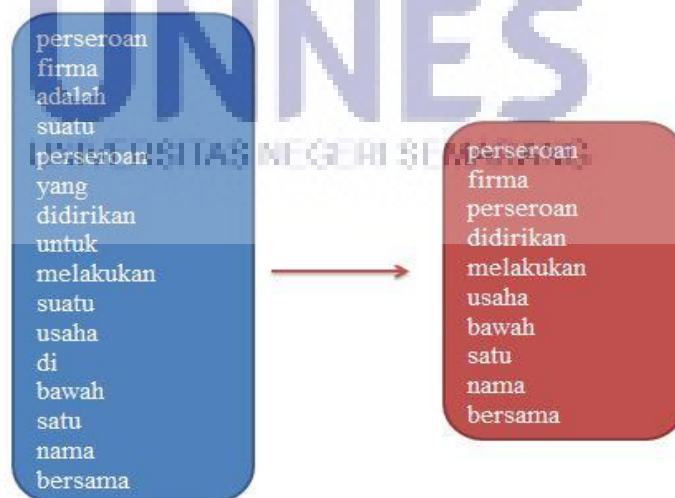 UNNES
UNIVERSITAS NEGERI SEMARANG
perseroan
firma
adalah
suatu
perseroan
yang
didirikan
untuk
melakukan
suatu
usaha
di
bawah
satu
nama
bersama
perseroan
firma
perseroan
didirikan
melakukan
usaha
bawah
satu
nama
bersama